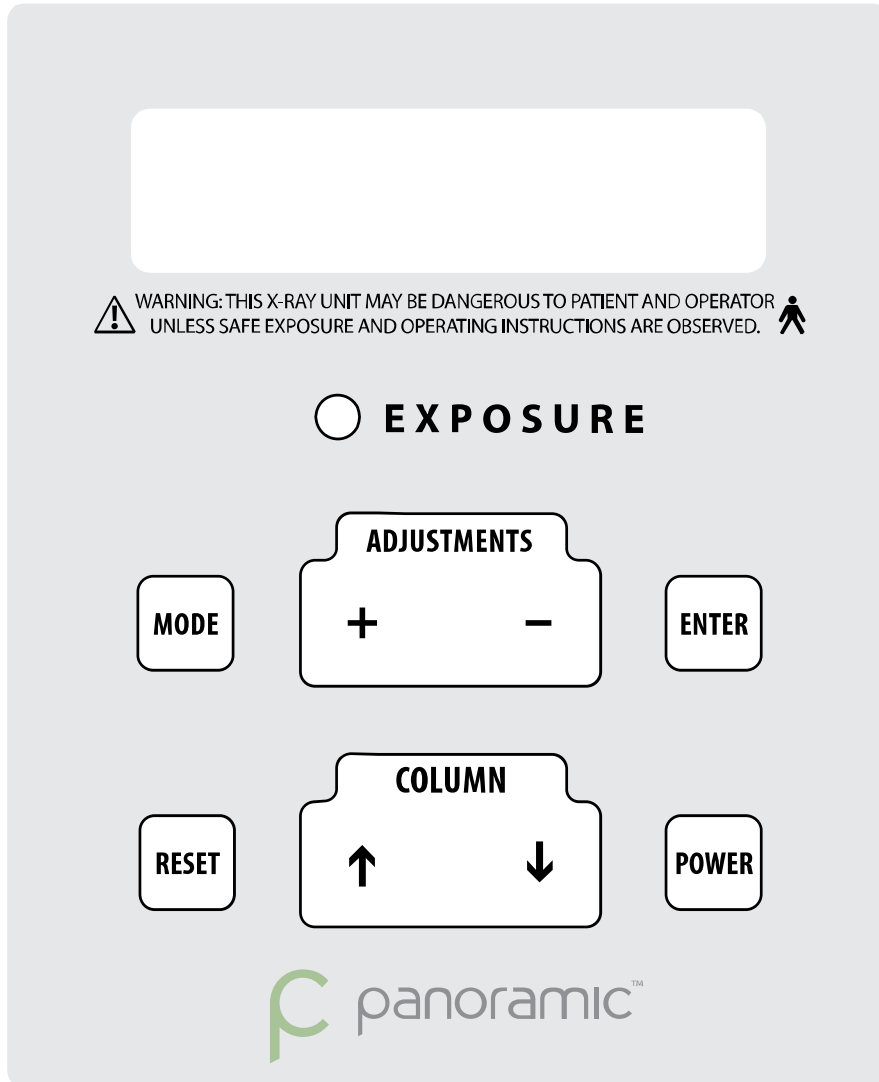 WARNING: THIS X-RAY UNIT MAY BE DANGEROUS TO PATIENT AND OPERATOR
UNLESS SAFE EXPOSURE AND OPERATING INSTRUCTIONS ARE OBSERVED.
EXPOSURE
ADJUSTMENTS
MODE
+ −
ENTER
COLUMN
RESET
↑ ↓
POWER
panoramic™